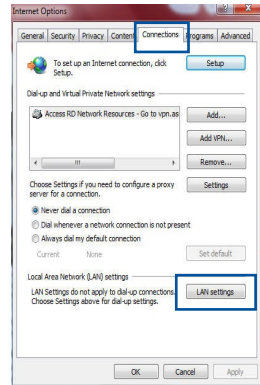 Internet Options
General Security Privacy Content Connections Programs Advanced
To set up an Internet connection, click
Setup.
Setup
Dial-up and Virtual Private Network settings
Access RD Network Resources - Go to vpn.as
Add...
Add VPN...
Remove...
Choose Settings if you need to configure a proxy
server for a connection.
Settings
Never dial a connection
Dial whenever a network connection is not present
Always dial my default connection
Current None Set default
Local Area Network (LAN) settings
LAN Settings do not apply to dial-up connections.
Choose Settings above for dial-up settings.
LAN settings
OK Cancel Apply